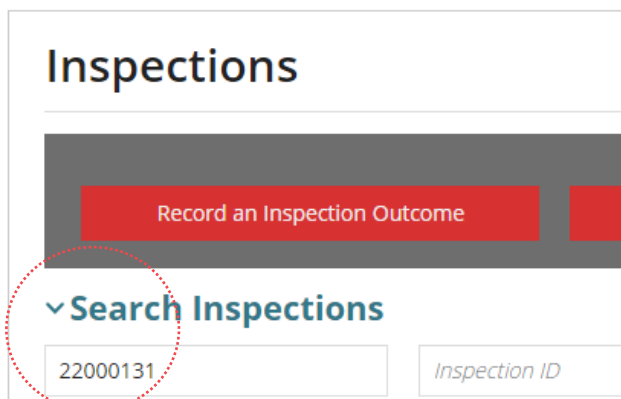 Inspections
Record an Inspection Outcome
Search Inspections
22000131 Inspection ID